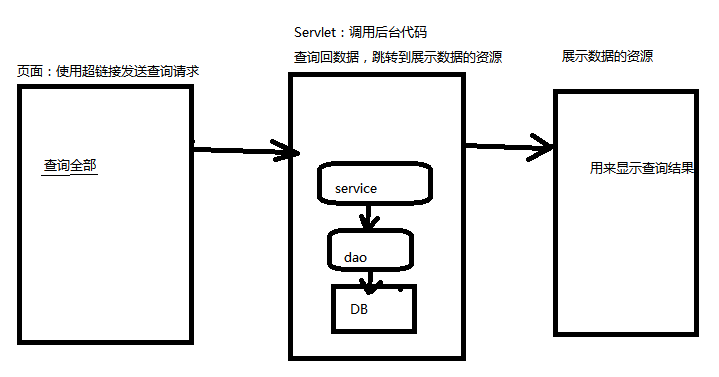 页面：使用超链接发送查询请求
查询全部
Servlet：调用后台代码
查询回数据，跳转到展示数据的资源
service
dao
DB
展示数据的资源
用来显示查询结果